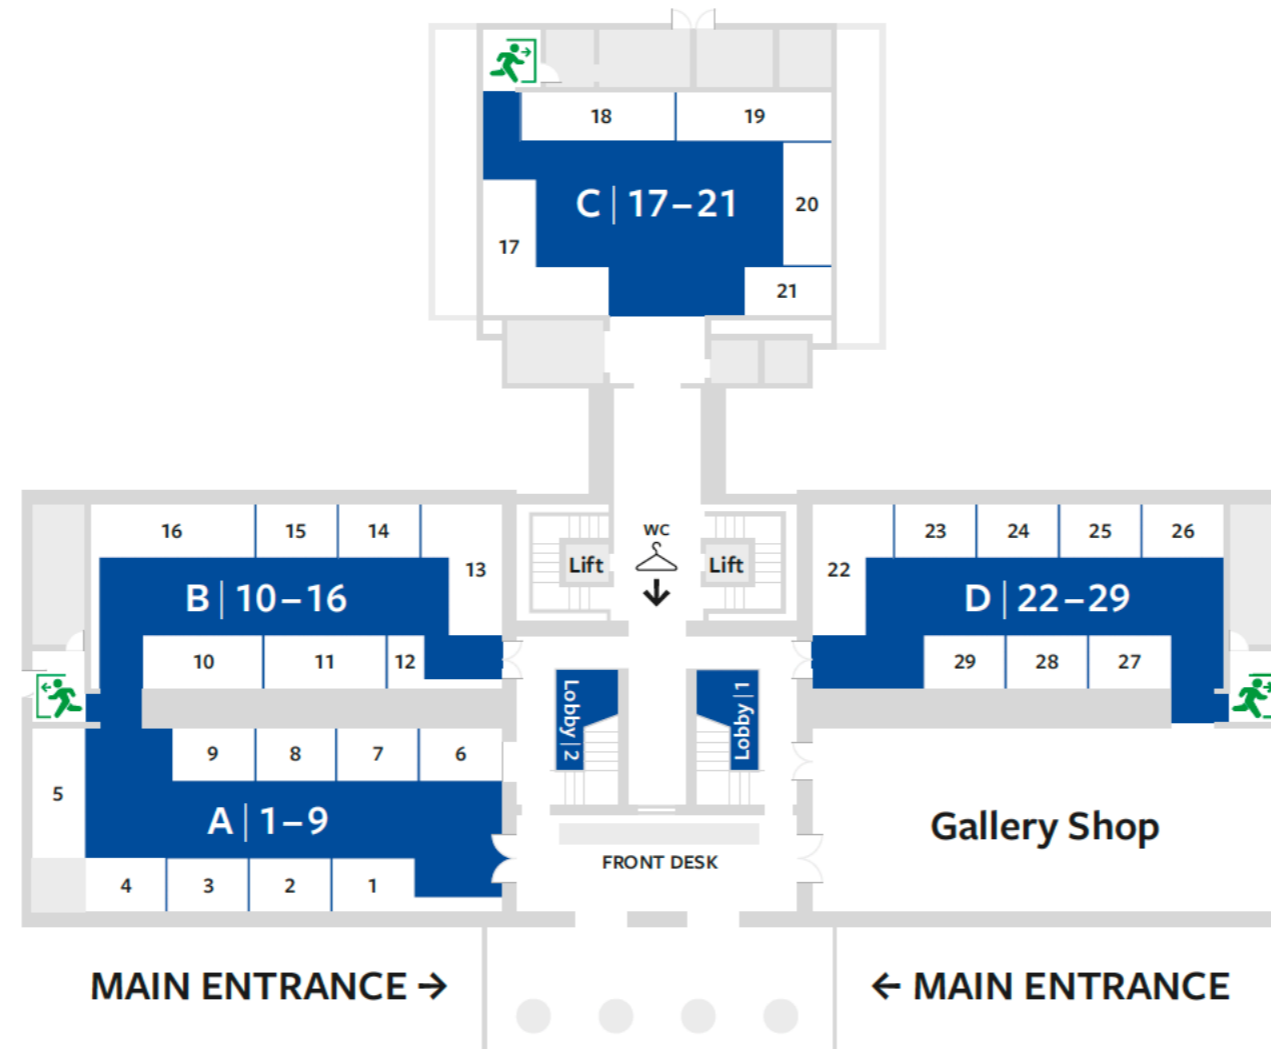 18
19
C | 17–21
20
17
21
16
15
14
13
B | 10–16
10
11
12
WC
Lift
Lift
22
23
24
25
26
D | 22–29
29
28
27
Lobby | 2
Lobby | 1
9
8
7
6
5
A | 1–9
4
3
2
1
FRONT DESK
Gallery Shop
MAIN ENTRANCE →
← MAIN ENTRANCE